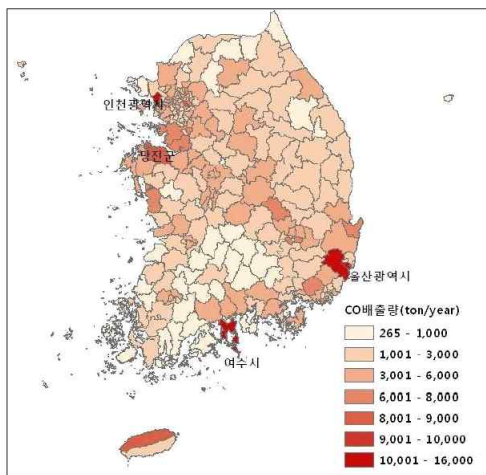 인천광역시
당진군
울산광역시
여수시
CO배출량(ton/year)
265 - 1,000
1,001 - 3,000
3,001 - 6,000
6,001 - 8,000
8,001 - 9,000
9,001 - 10,000
10,001 - 16,000